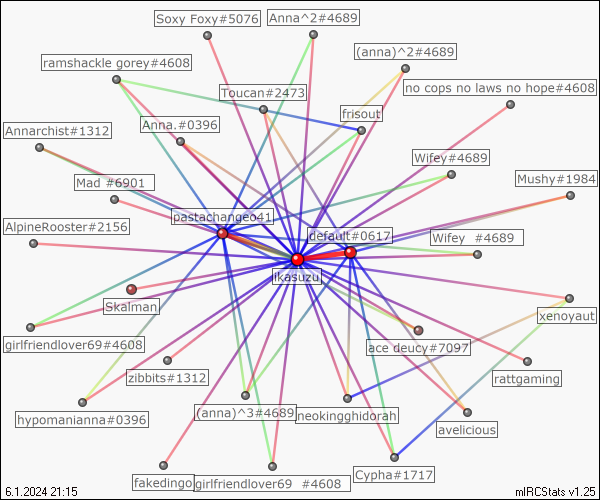 Soxy Foxy#5076
Anna^2#4689
(anna)^2#4689
ramshackle gorey#4608
Toucan#2473
no cops no laws no hope#4608
frisout
Annarchist#1312
Anna.#0396
Wifey#4689
Mad #6901
Mushy#1984
pastachangeo41
AlpineRooster#2156
default#0617
Wifey #4689
ikasuzu
Skalman
xenoyaut
girlfriendlover69#4608
ace deucy#7097
zibbits#1312
rattgaming
hypomanianna#0396
(anna)^3#4689
neokingghidorah
avelicious
fakedingo
girlfriendlover69 #4608
Cypha#1717
6.1.2024 21:15
mIRCStats v1.25